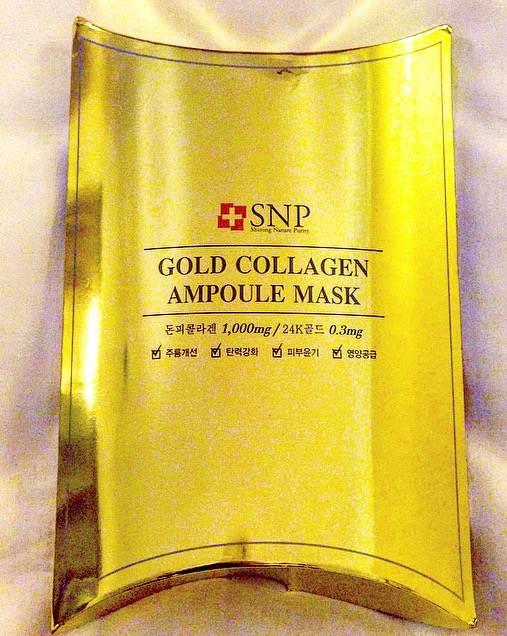 SNP
Shining Nature Purity
GOLD COLLAGEN
AMPOULE MASK
돈피콜라겐 1,000mg / 24K골드 0.3mg
주름개선 탄력강화 피부윤기 영양공급